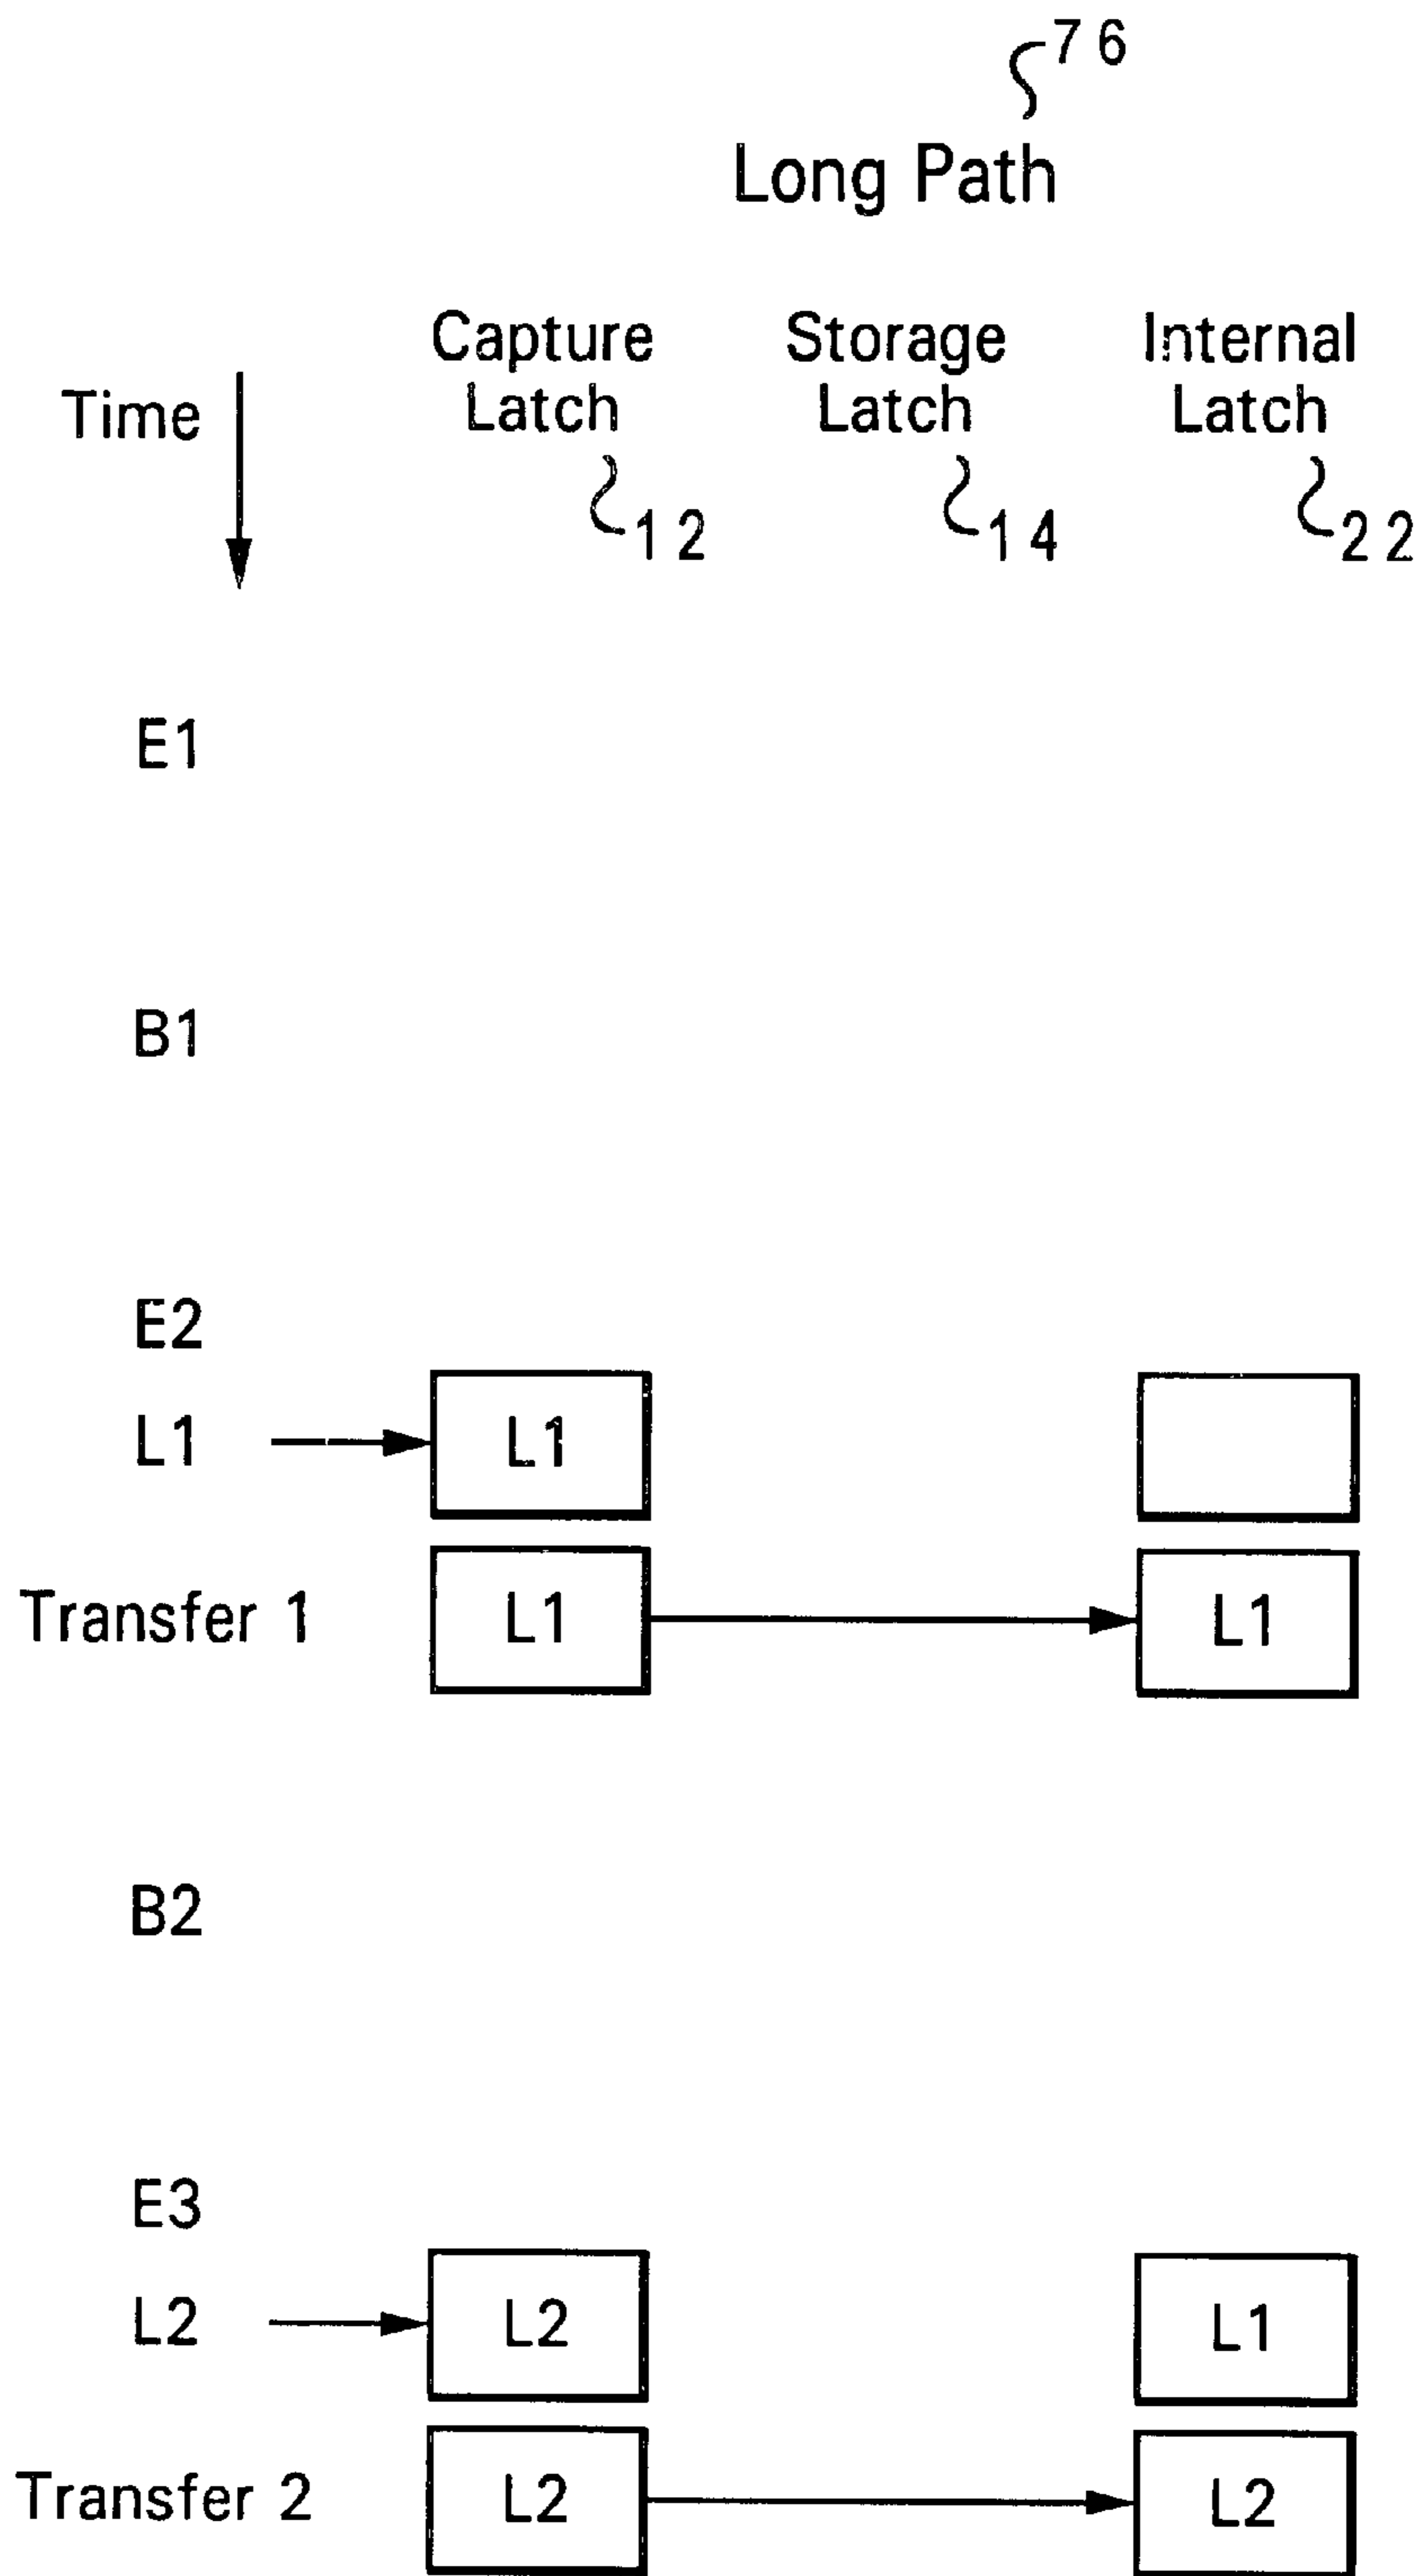 76
Long Path
Capture Latch
Storage Latch
Internal Latch
Time
12
14
22
E1
B1
E2
L1
L1
Transfer 1
L1
L1
B2
E3
L2
L2
L1
Transfer 2
L2
L2